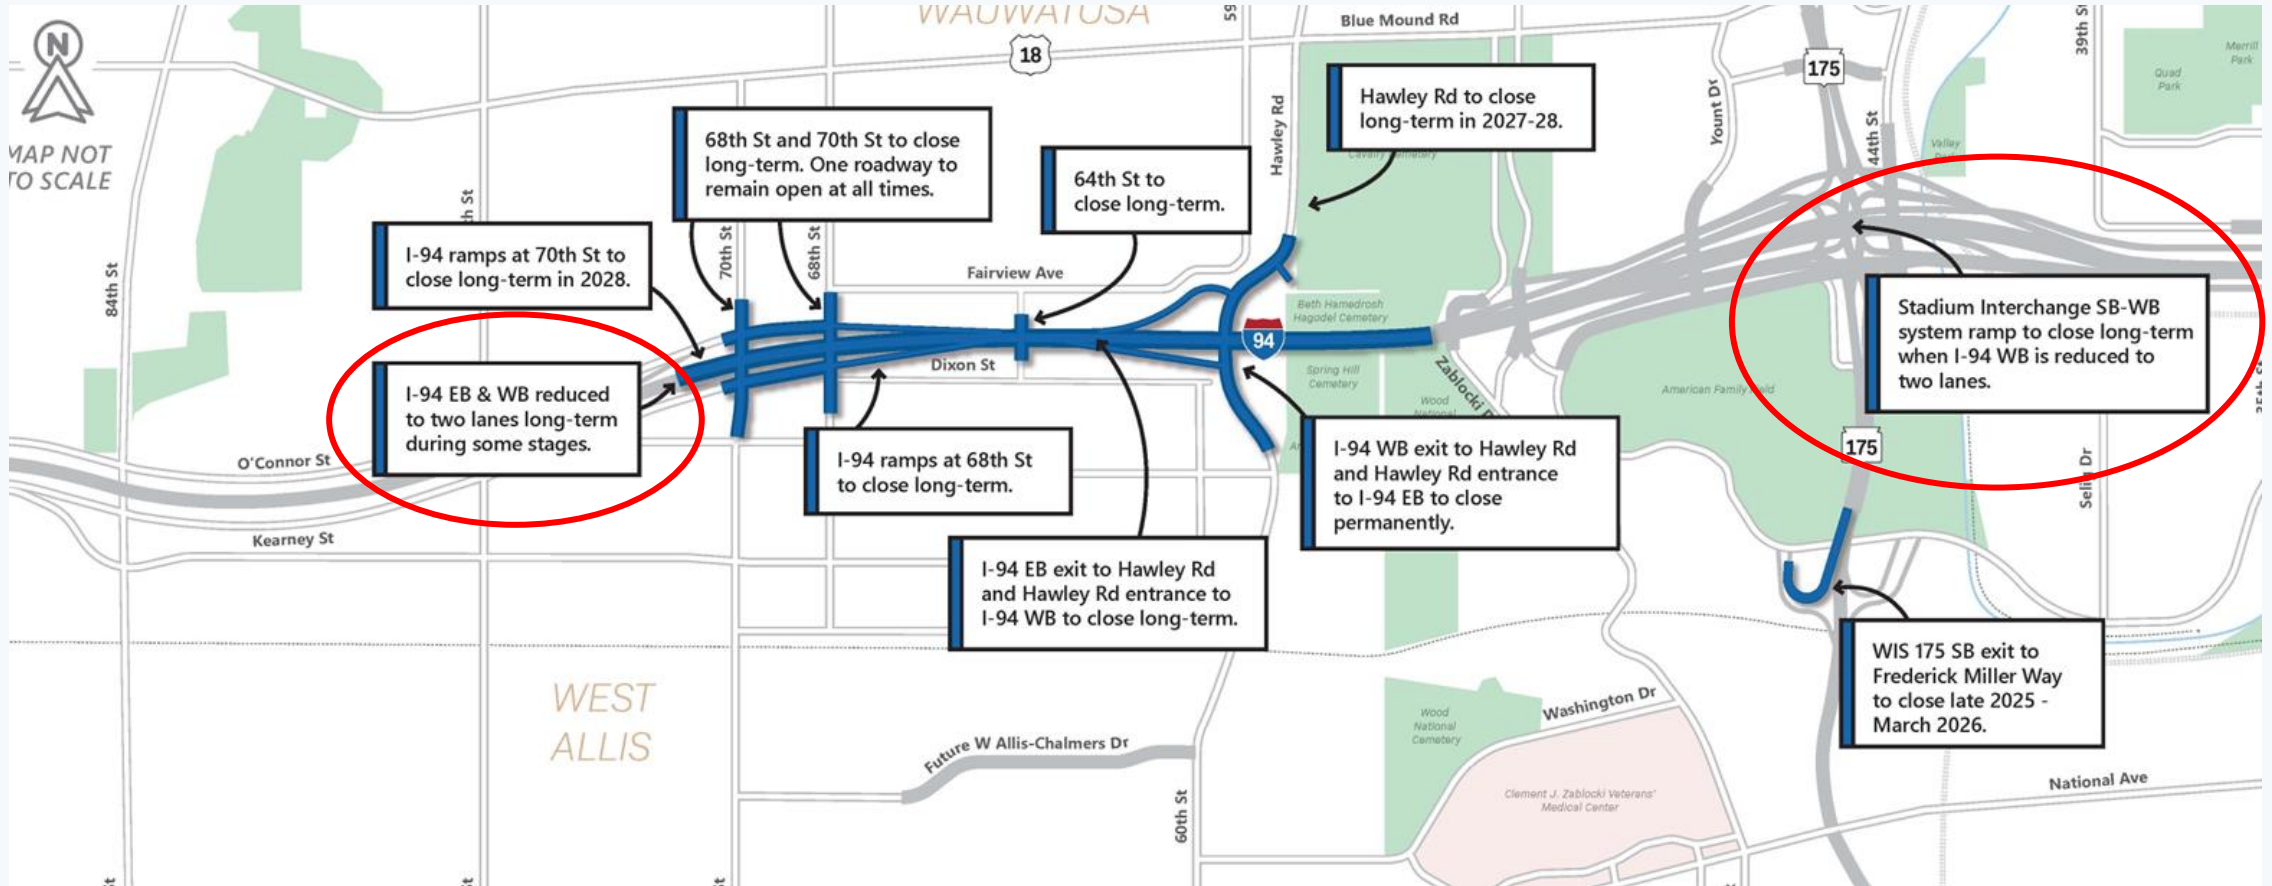 WAUWATUSA
Blue Mound Rd
18
N
MAP NOT
TO SCALE
175
39th St
Merrill
Park
Quad
Park
Hawley Rd to close
long-term in 2027-28.
Cavalry Cemetery
Hawley Rd
Yount Dr
44th St
Valley
68th St and 70th St to close
long-term. One roadway to
remain open at all times.
64th St to
close long-term.
I-94 ramps at 70th St to
close long-term in 2028.
70th St
68th St
84th St
Fairview Ave
Beth Hamedrosh
Hagodel Cemetery
94
Stadium Interchange SB-WB
system ramp to close long-term
when I-94 WB is reduced to
two lanes.
I-94 EB & WB reduced
to two lanes long-term
during some stages.
Dixon St
Spring Hill
Cemetery
Wood
National
Zablocki
American Family Field
35th St
175
I-94 ramps at 68th St
to close long-term.
I-94 WB exit to Hawley Rd
and Hawley Rd entrance
to I-94 EB to close
permanently.
O'Connor St
Selig Dr
Kearney St
I-94 EB exit to Hawley Rd
and Hawley Rd entrance to
I-94 WB to close long-term.
WIS 175 SB exit to
Frederick Miller Way
to close late 2025 -
March 2026.
WEST
ALLIS
Washington Dr
Wood
National
Cemetery
Future W Allis-Chalmers Dr
Clement J. Zablocki Veterans'
Medical Center
National Ave
60th St